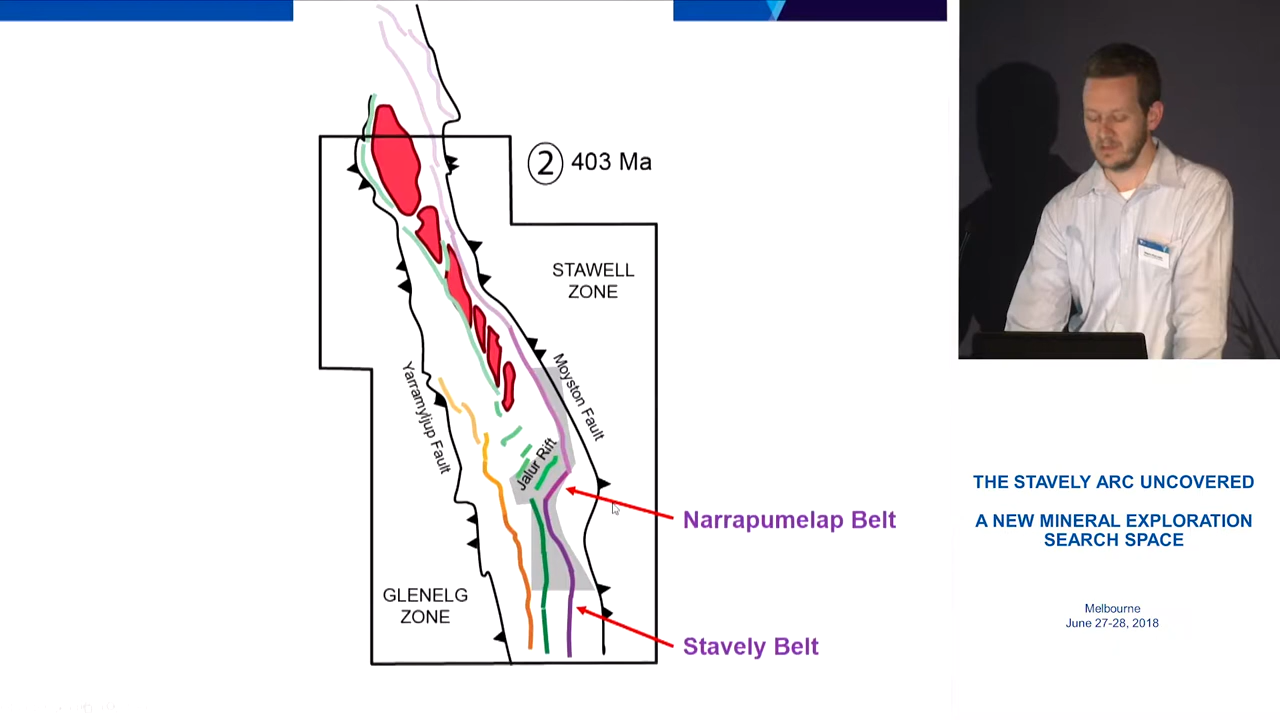 ② 403 Ma
STAWELL
ZONE
Moyston Fault
Yarramyljup Fault
Jalur Rift
Narrapumelap Belt
GLENELG
ZONE
Stavely Belt
THE STAVELY ARC UNCOVERED
A NEW MINERAL EXPLORATION
SEARCH SPACE
Melbourne
June 27-28, 2018